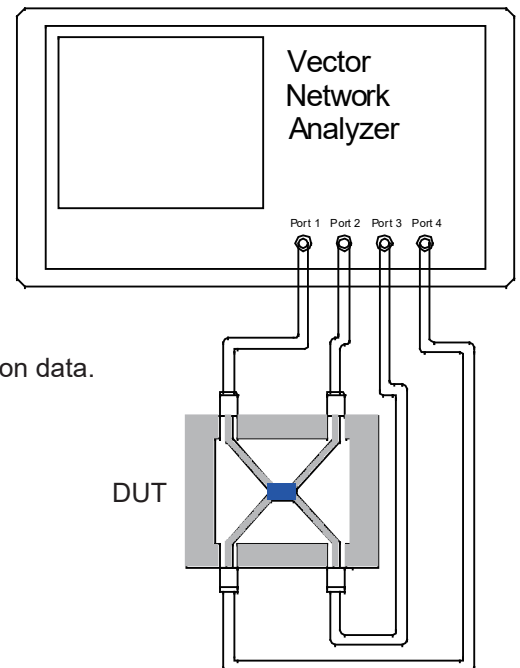 Vector
Network
Analyzer
Port 1 Port 2 Port 3 Port 4
on data.
DUT